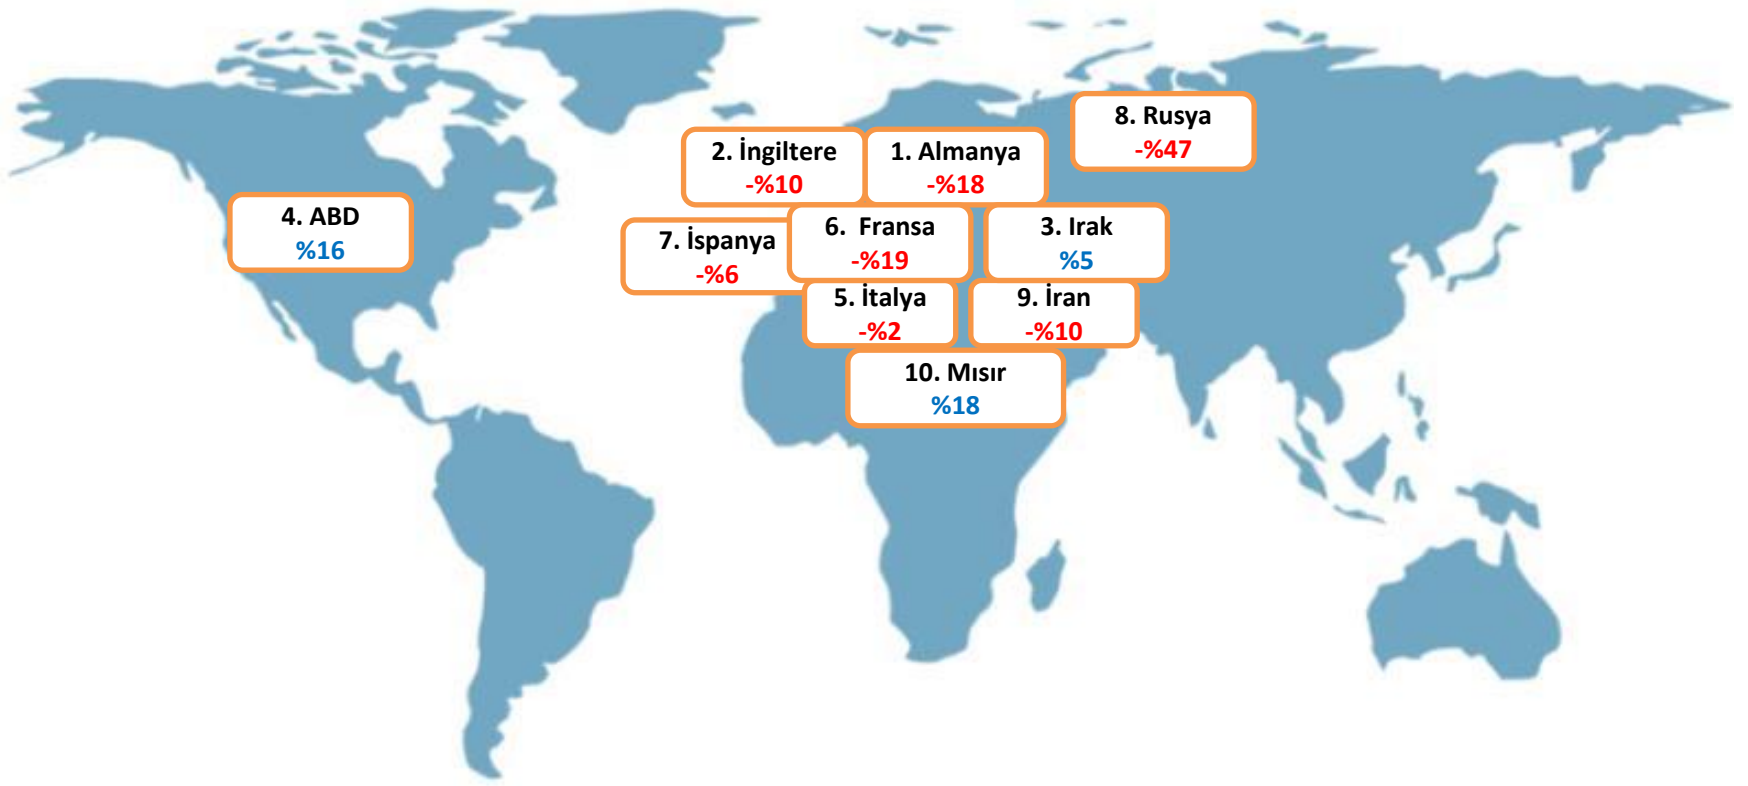 8. Rusya
-%47
2. İngiltere
-%10
1. Almanya
-%18
4. ABD
%16
7. İspanya
-%6
6. Fransa
-%19
3. Irak
%5
5. İtalya
-%2
9. İran
-%10
10. Mısır
%18